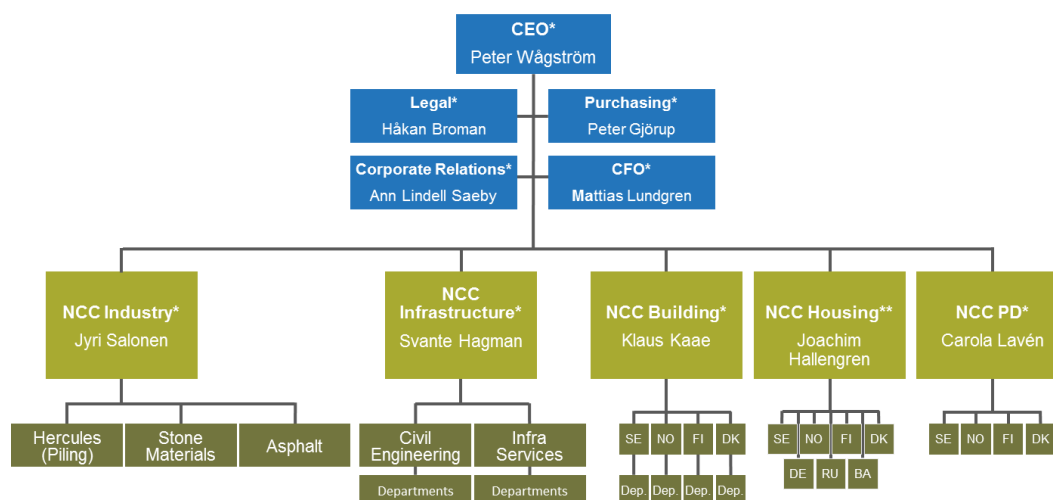 CEO*
Peter Wågström
Legal*
Håkan Broman
Purchasing*
Peter Gjörup
Corporate Relations*
Ann Lindell Saeby
CFO*
Mattias Lundgren
NCC Industry*
Jyri Salonen
NCC
Infrastructure*
Svante Hagman
NCC Building*
Klaus Kaae
NCC Housing**
Joachim
Hallengren
NCC PD*
Carola Lavén
Hercules
(Piling)
Stone
Materials
Asphalt
Civil
Engineering
Infra
Services
Departments
Departments
SE
NO
FI
DK
Dep.
Dep.
Dep.
Dep.
SE
NO
FI
DK
DE
RU
BA
SE
NO
FI
DK